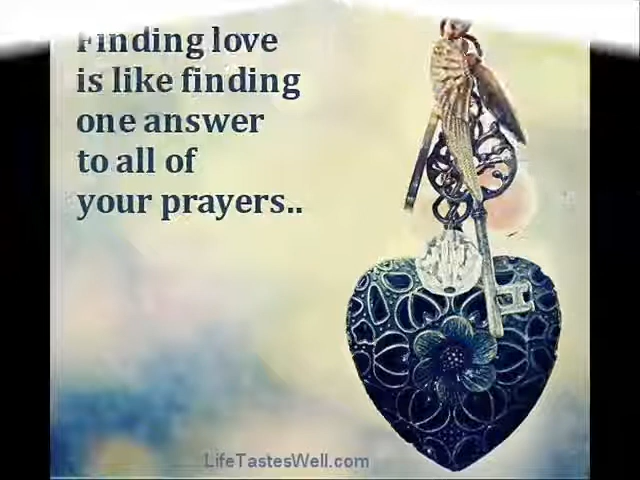 Finding love
is like finding
one answer
to all of
your prayers..
LifeTastesWell.com